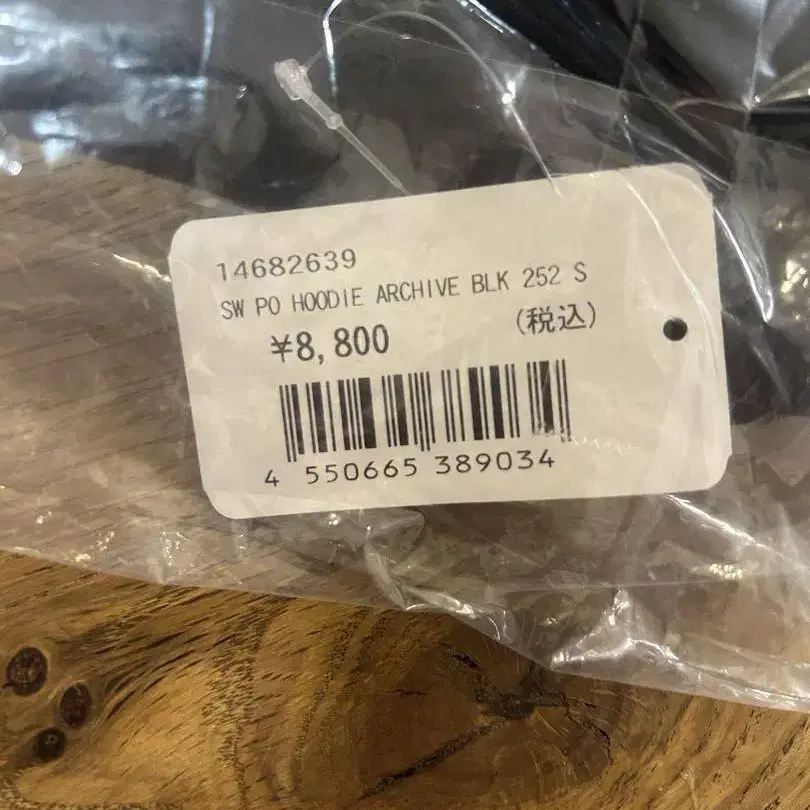 14682639
SW PO HOODIE ARCHIVE BLK 252 S
¥8,800 (税込)
4 550665 389034